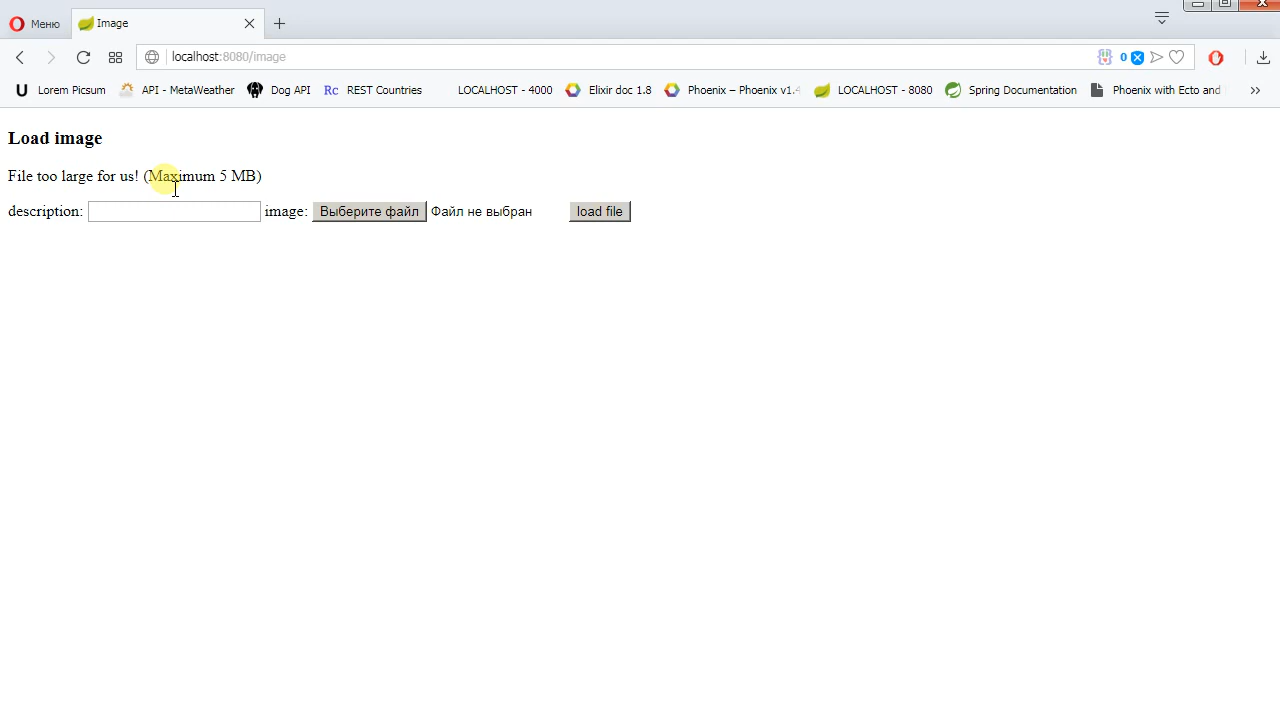 Меню
Image
localhost:8080/image
0
U Lorem Picsum
API - MetaWeather
Dog API
Rc REST Countries
LOCALHOST - 4000
Elixir doc 1.8
Phoenix – Phoenix v1.4
LOCALHOST - 8080
Spring Documentation
Phoenix with Ecto and
Load image
File too large for us! (Maximum 5 MB)
description: image: Выберите файл Файл не выбран load file